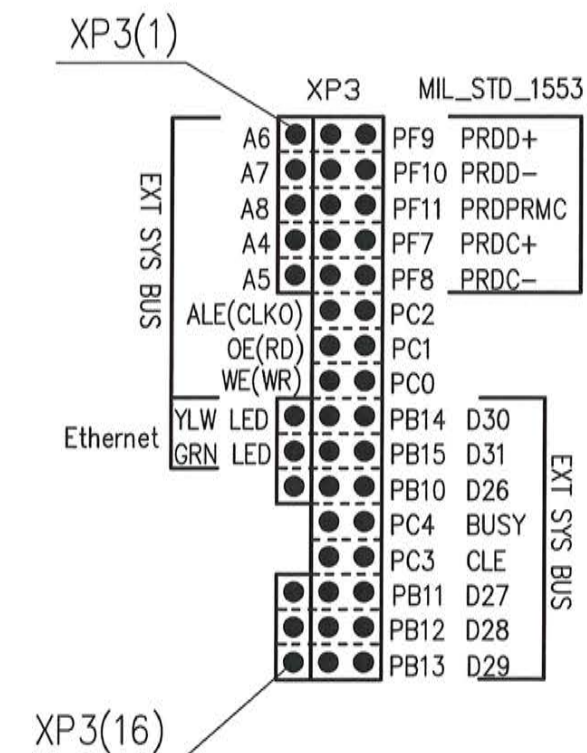 XP3(1)
XP3 MIL_STD_1553
A6 PF9 PRDD+
A7 PF10 PRDD-
A8 PF11 PRDPRMC
A4 PF7 PRDC+
A5 PF8 PRDC-
EXT SYS BUS
ALE(CLKO) PC2
OE(RD) PC1
WE(WR) PC0
Ethernet
YLW LED PB14 D30
GRN LED PB15 D31
PB10 D26
PC4 BUSY
PC3 CLE
PB11 D27
PB12 D28
PB13 D29
EXT SYS BUS
XP3(16)